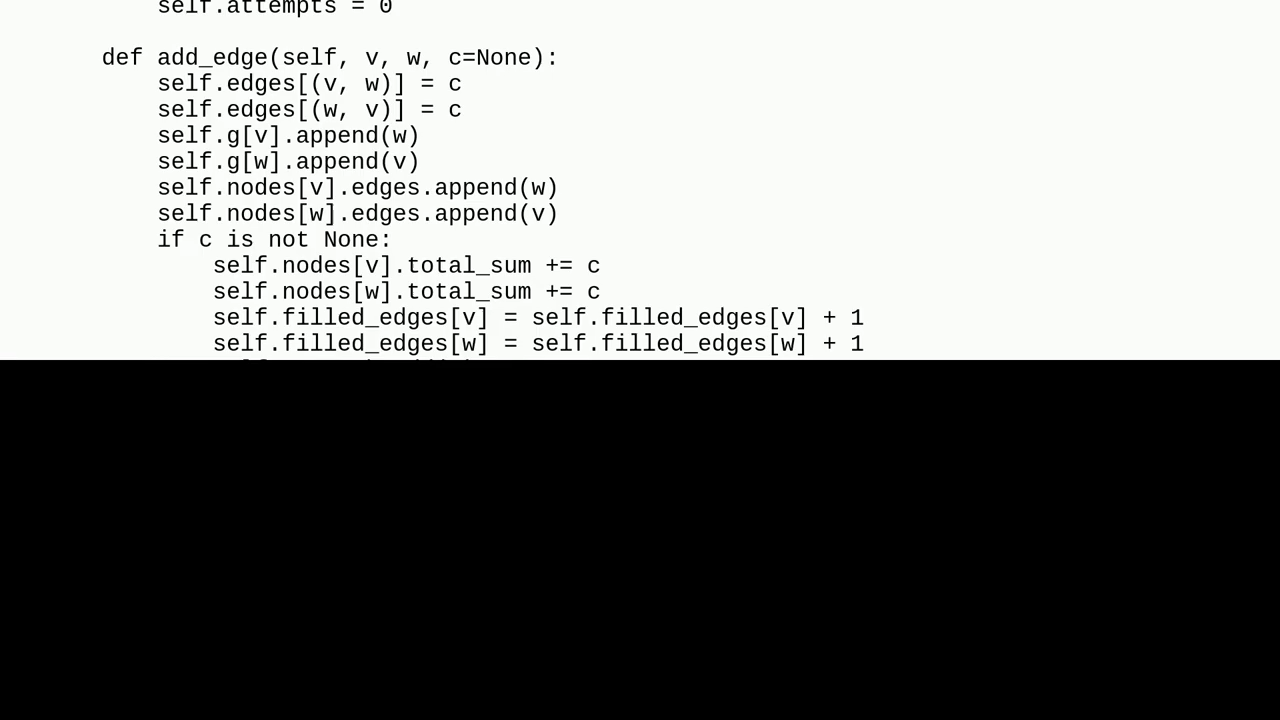 self.attempts = 0
def add_edge(self, v, w, c=None):
self.edges[(v, w)] = c
self.edges[(w, v)] = c
self.g[v].append(w)
self.g[w].append(v)
self.nodes[v].edges.append(w)
self.nodes[w].edges.append(v)
if c is not None:
self.nodes[v].total_sum += c
self.nodes[w].total_sum += c
self.filled_edges[v] = self.filled_edges[v] + 1
self.filled_edges[w] = self.filled_edges[w] + 1